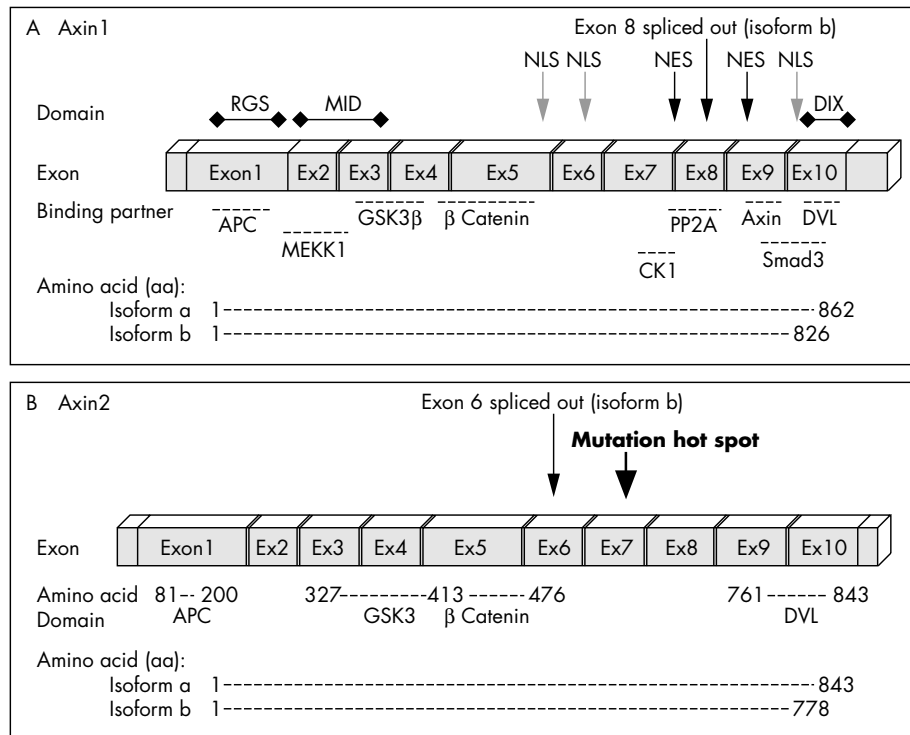 A Axin1
Exon 8 spliced out (isoform b)
NLS NLS NES NES NLS
Domain RGS MID DIX
Exon Exon1 Ex2 Ex3 Ex4 Ex5 Ex6 Ex7 Ex8 Ex9 Ex10
Binding partner
APC GSK3β β Catenin PP2A Axin DVL
MEKK1 CK1 Smad3
Amino acid (aa):
Isoform a 1 862
Isoform b 1 826
B Axin2
Exon 6 spliced out (isoform b)
Mutation hot spot
Exon Exon1 Ex2 Ex3 Ex4 Ex5 Ex6 Ex7 Ex8 Ex9 Ex10
Amino acid 81-- 200 327 413 476 761 843
Domain APC GSK3 β Catenin DVL
Amino acid (aa):
Isoform a 1 843
Isoform b 1 778